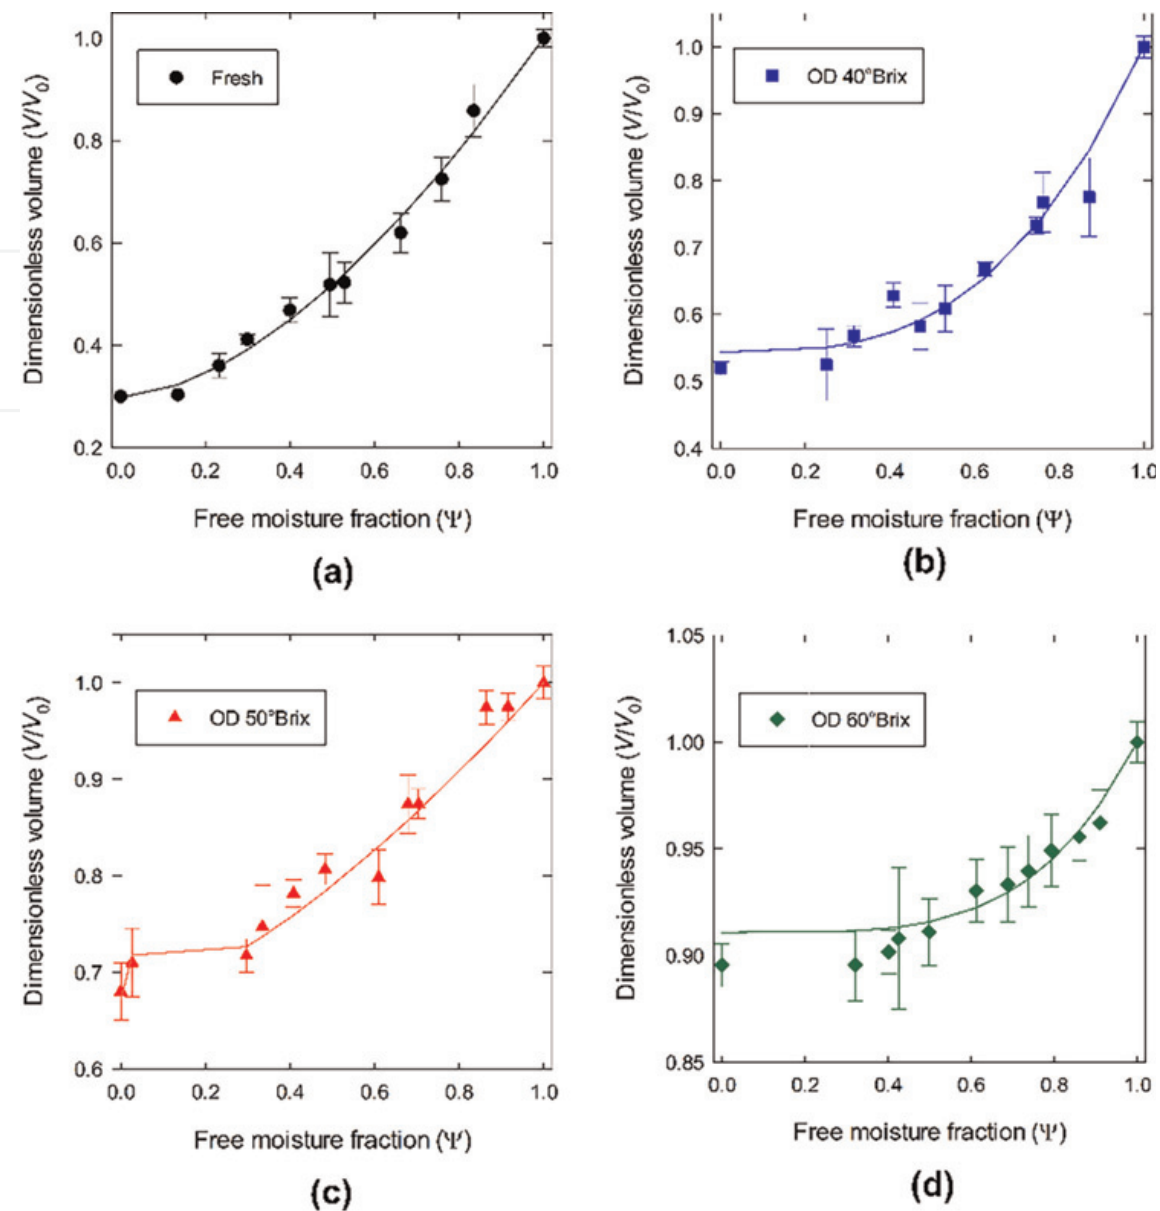 Dimensionless volume (V/V0)
1.0
0.8
0.6
0.4
0.2
Fresh
0.0 0.2 0.4 0.6 0.8 1.0
Free moisture fraction (Ψ)
(a)
Dimensionless volume (V/V0)
1.0
0.9
0.8
0.7
0.6
0.5
0.4
OD 40°Brix
0.0 0.2 0.4 0.6 0.8 1.0
Free moisture fraction (Ψ)
(b)
Dimensionless volume (V/V0)
1.0
0.9
0.8
0.7
0.6
OD 50°Brix
0.0 0.2 0.4 0.6 0.8 1.0
Free moisture fraction (Ψ)
(c)
Dimensionless volume (V/V0)
1.05
1.00
0.95
0.90
0.85
OD 60°Brix
0.0 0.2 0.4 0.6 0.8 1.0
Free moisture fraction (Ψ)
(d)